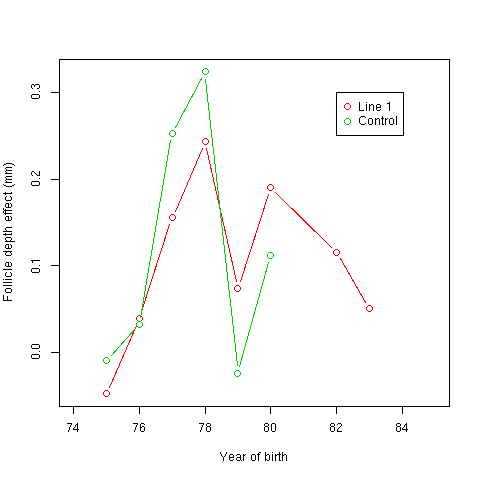 Follicle depth effect (mm)
0.3
0.2
0.1
0.0
Line 1
Control
74 76 78 80 82 84
Year of birth